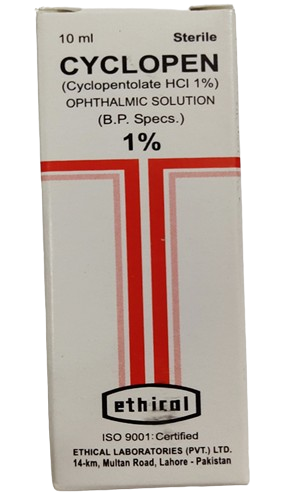 10 ml Sterile
CYCLOPEN
(Cyclopentolate HCl 1%)
OPHTHALMIC SOLUTION
(B.P. Specs.)
1%
ethical
ISO 9001: Certified
ETHICAL LABORATORIES (PVT.) LTD.
14-km, Multan Road, Lahore - Pakistan